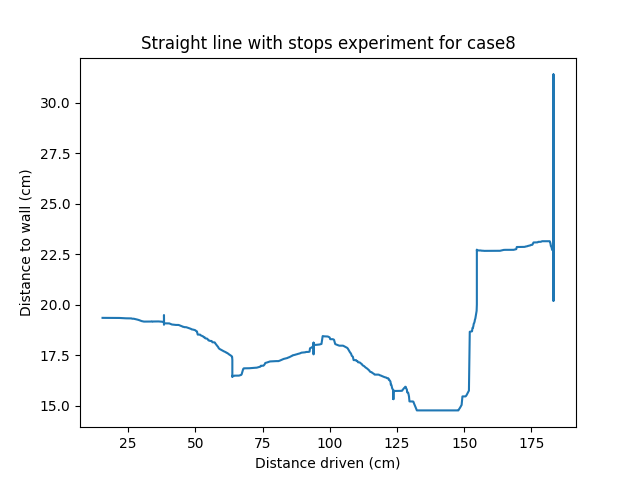 Straight line with stops experiment for case8
Distance to wall (cm)
30.0
27.5
25.0
22.5
20.0
17.5
15.0
25 50 75 100 125 150 175
Distance driven (cm)